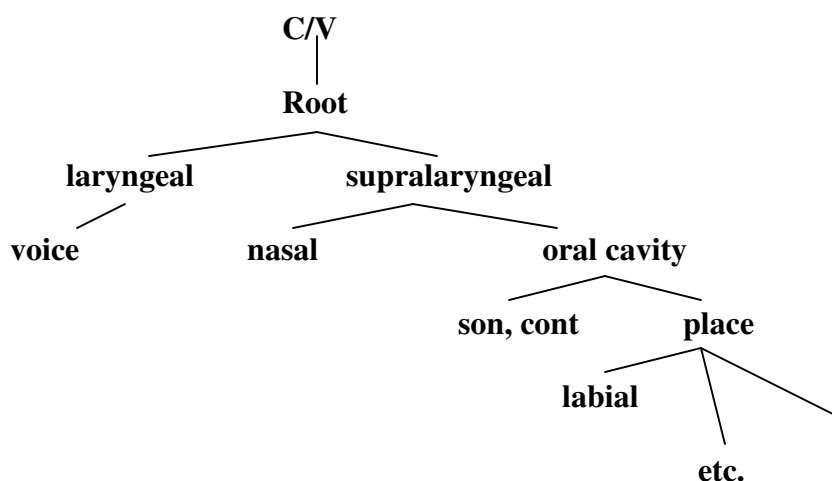 C/V
Root
laryngeal supralaryngeal
voice nasal oral cavity
son, cont place
labial
etc.